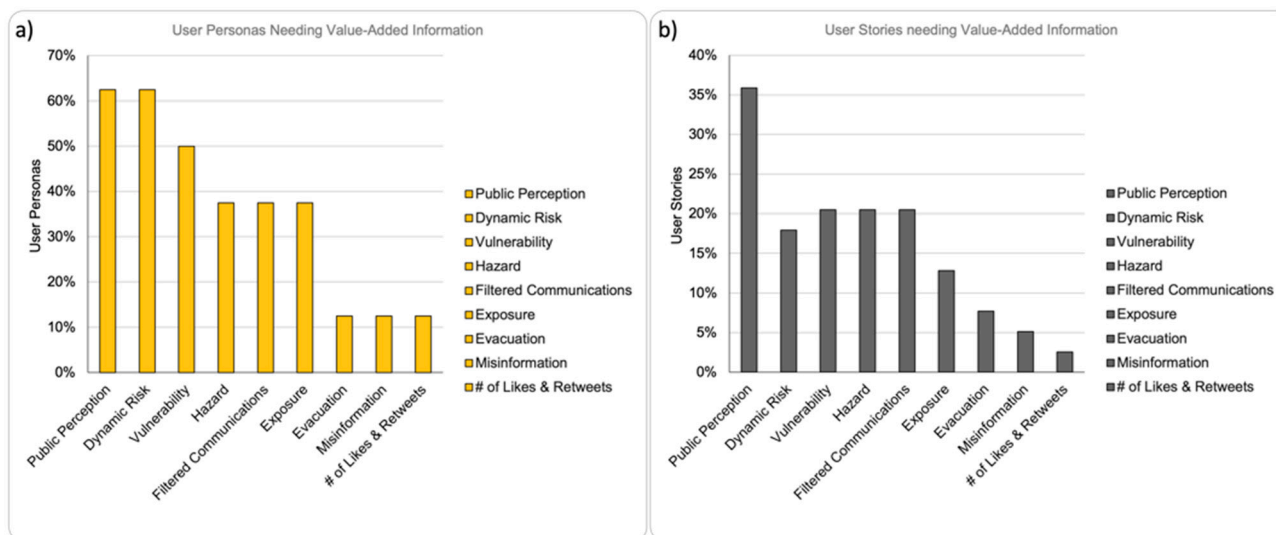 a)
User Personas Needing Value-Added Information
70%
60%
50%
40%
30%
20%
10%
0%
User Personas
Public Perception
Dynamic Risk
Vulnerability
Hazard
Filtered Communications
Exposure
Evacuation
Misinformation
# of Likes & Retweets
Public Perception
Dynamic Risk
Vulnerability
Hazard
Filtered Communications
Exposure
Evacuation
Misinformation
# of Likes & Retweets
b)
User Stories needing Value-Added Information
40%
35%
30%
25%
20%
15%
10%
5%
0%
User Stories
Public Perception
Dynamic Risk
Vulnerability
Hazard
Filtered Communications
Exposure
Evacuation
Misinformation
# of Likes & Retweets
Public Perception
Dynamic Risk
Vulnerability
Hazard
Filtered Communications
Exposure
Evacuation
Misinformation
# of Likes & Retweets